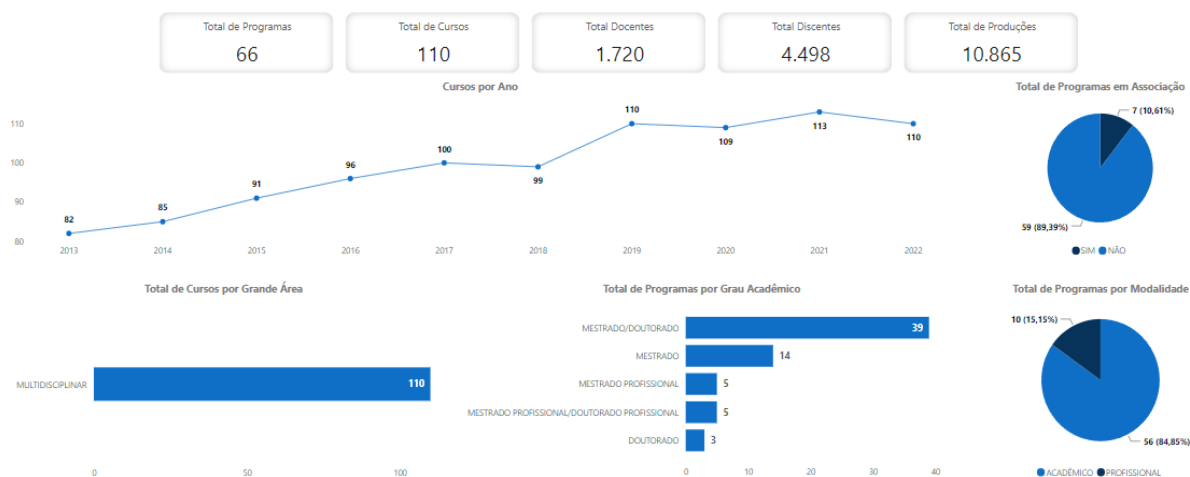 Total de Programas
66
Total de Cursos
110
Total Docentes
1.720
Total Discentes
4.498
Total de Produções
10.865
Cursos por Ano
110
100
90
80
82
85
91
96
100
99
110
109
113
110
2013
2014
2015
2016
2017
2018
2019
2020
2021
2022
Total de Programas em Associação
7 (10,61%)
59 (89,39%)
SIM NÃO
Total de Cursos por Grande Área
MULTIDISCIPLINAR
110
0
50
100
Total de Programas por Grau Acadêmico
MESTRADO/DOUTORADO
39
MESTRADO
14
MESTRADO PROFISSIONAL
5
MESTRADO PROFISSIONAL/DOUTORADO PROFISSIONAL
5
DOUTORADO
3
0
10
20
30
40
Total de Programas por Modalidade
10 (15,15%)
56 (84,85%)
ACADÊMICO PROFISSIONAL